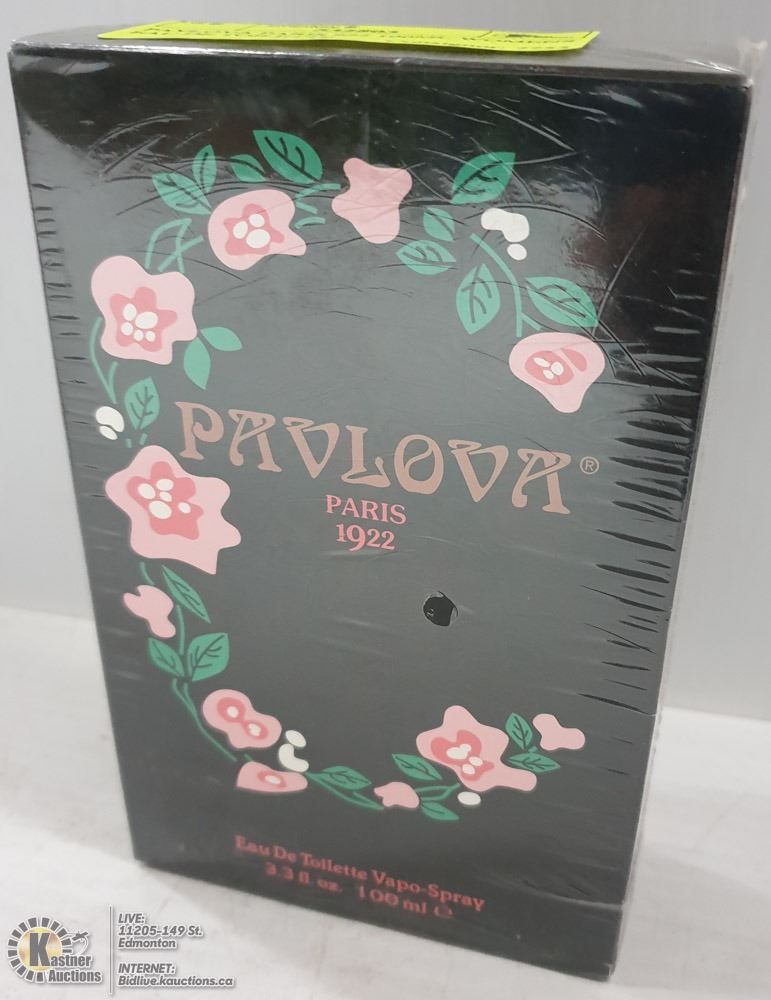 PAVLOVA®
PARIS
1922
Eau De Toilette Vapo-Spray
3.3 fl. oz. 100 ml ℮
Kastner
Auctions
LIVE:
11205-149 St.
Edmonton
INTERNET:
Bidlive.kauctions.ca